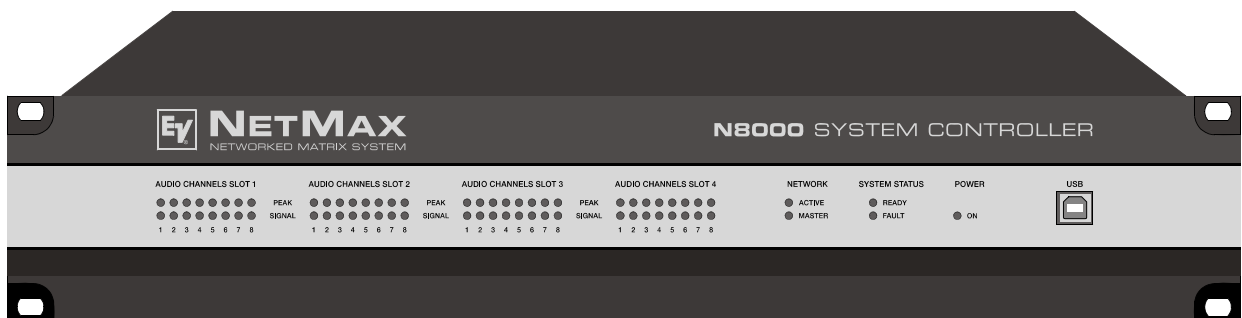 EV NETMAX
NETWORKED MATRIX SYSTEM
N8000 SYSTEM CONTROLLER
AUDIO CHANNELS SLOT 1 AUDIO CHANNELS SLOT 2 AUDIO CHANNELS SLOT 3 AUDIO CHANNELS SLOT 4 NETWORK SYSTEM STATUS POWER USB
PEAK PEAK PEAK ACTIVE READY
SIGNAL SIGNAL SIGNAL MASTER FAULT ON
1 2 3 4 5 6 7 8 1 2 3 4 5 6 7 8 1 2 3 4 5 6 7 8 1 2 3 4 5 6 7 8